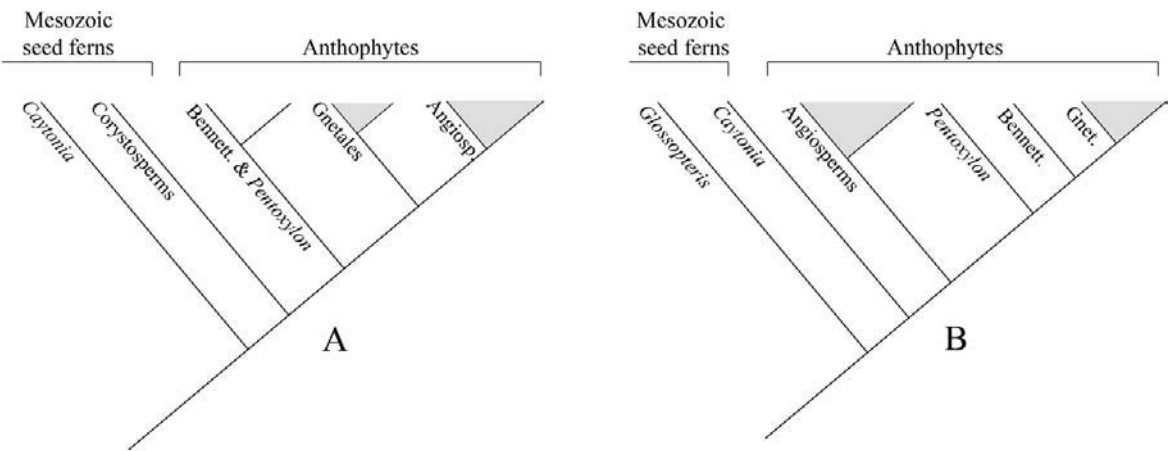 Mesozoic
seed ferns
Anthophytes
Caytonia
Corystosperms
Bennett. & Pentoxylon
Gnetales
Angiosp.
A
Mesozoic
seed ferns
Anthophytes
Glossopteris
Caytonia
Angiosperms
Pentoxylon
Bennett.
Gnet.
B